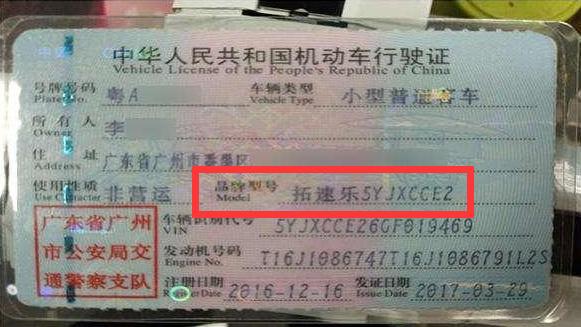 中华人民共和国机动车行驶证
Vehicle License of the People's Republic of China
号牌号码 粤A 车辆类型 小型普通客车
Plate No. Vehicle Type
所有人 李
Owner
住址 广东省广州市番禺区
Address
使用性质 非营运 品牌型号 拓速乐5YJXCCE2
Use Character Model
广东省广州 车辆识别代号 5YJXCCE26GF019469
VIN
市公安局交 发动机号码 T16J1086747T16J1086791L2S
Engine No.
通警察支队 注册日期 2016-12-16 发证日期 2017-03-29
Register Date Issue Date